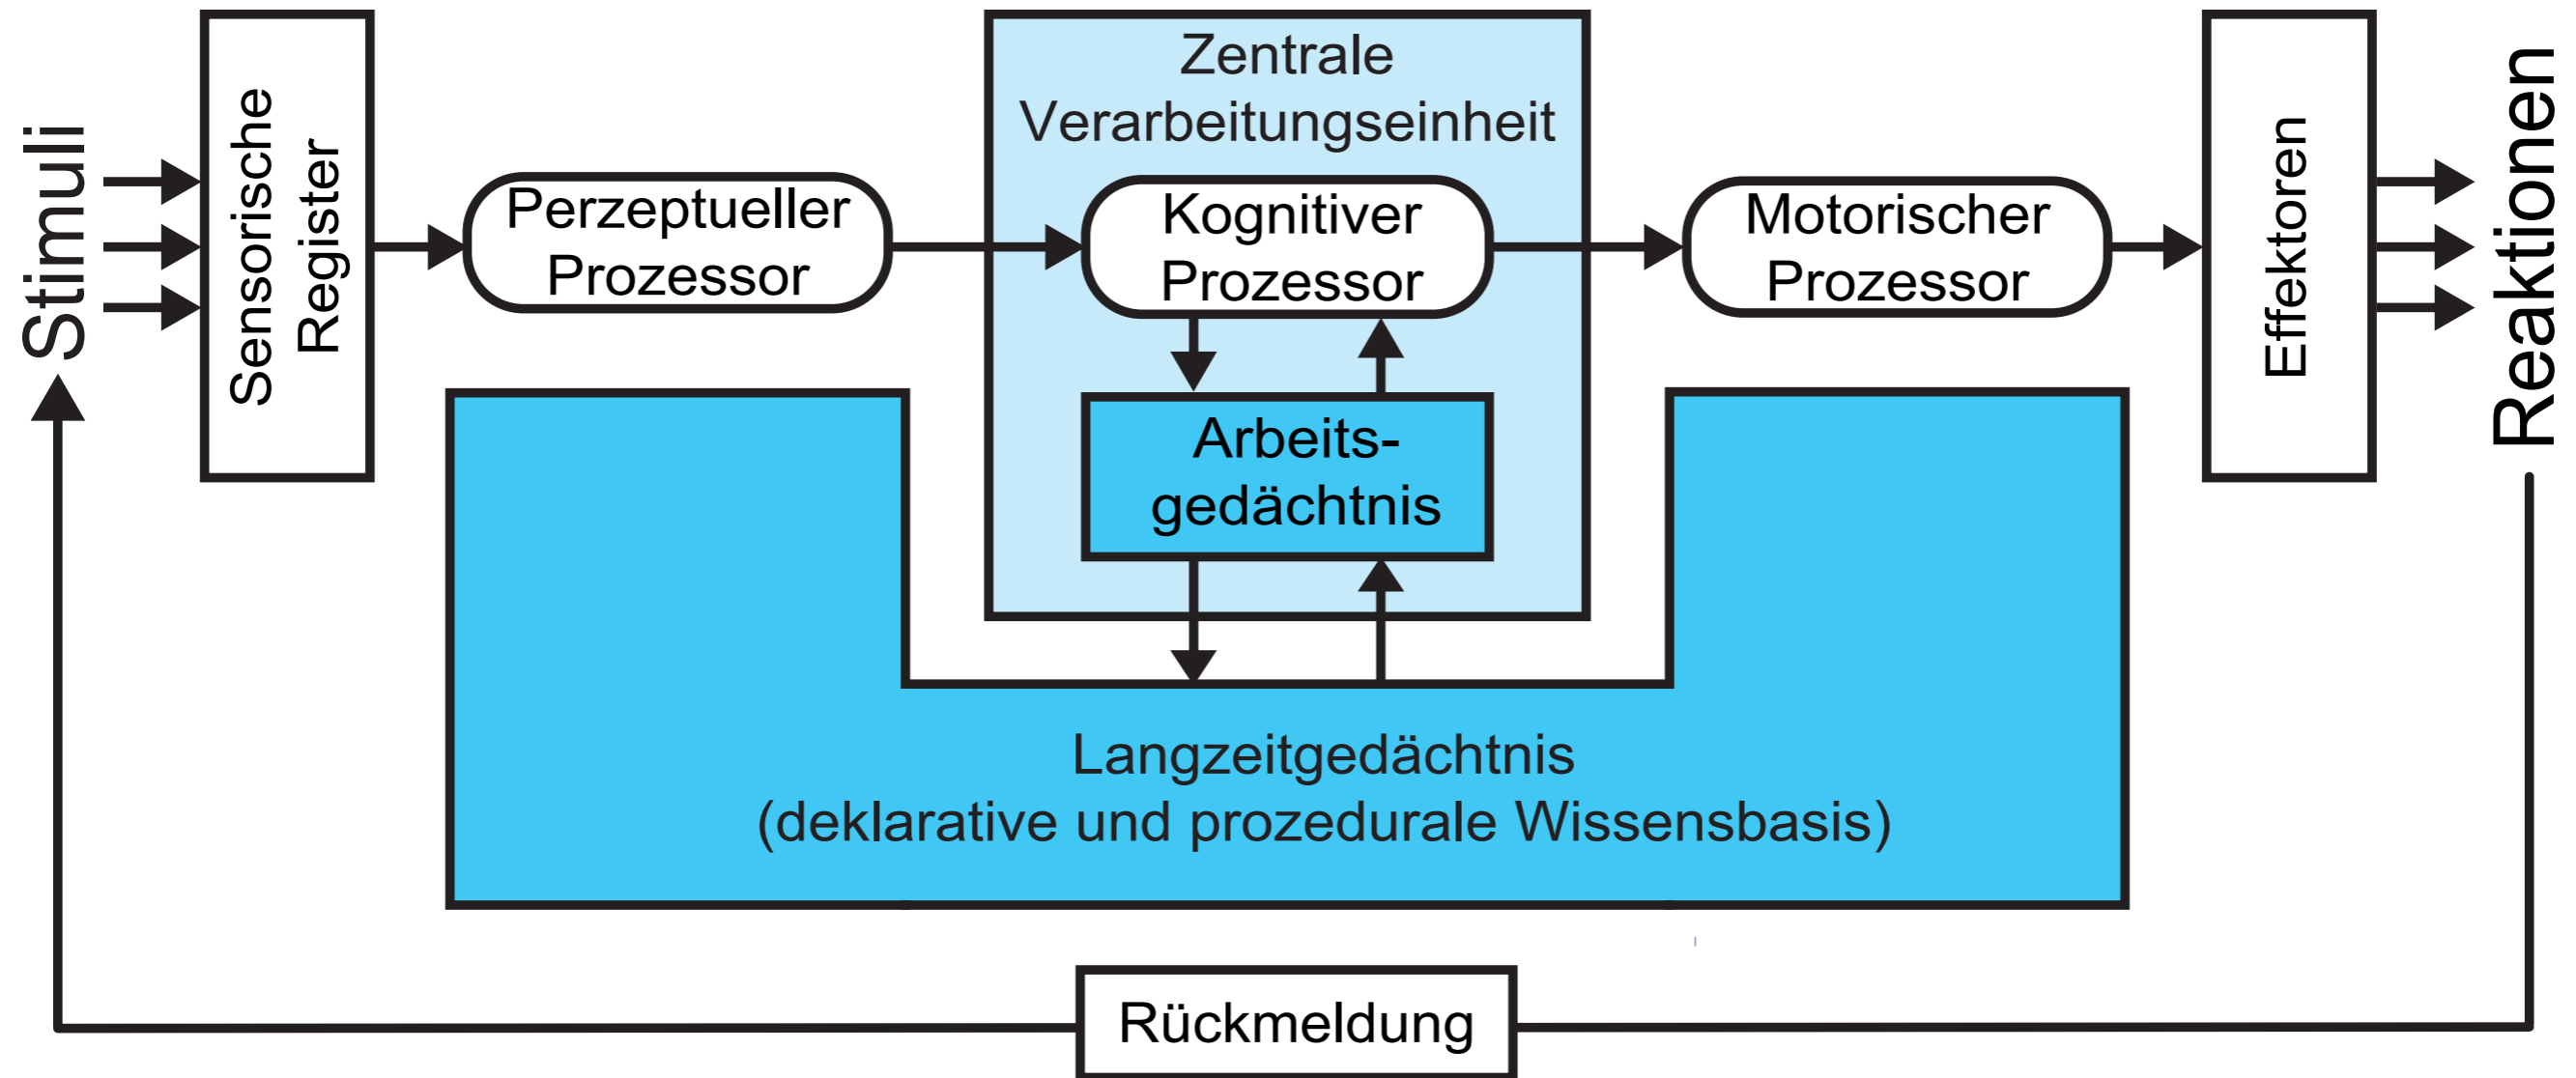 Stimuli
Sensorische
Register
Perzeptueller
Prozessor
Zentrale
Verarbeitungseinheit
Kognitiver
Prozessor
Arbeits-
gedächtnis
Motorischer
Prozessor
Effektoren
Reaktionen
Langzeitgedächtnis
(deklarative und prozedurale Wissensbasis)
Rückmeldung